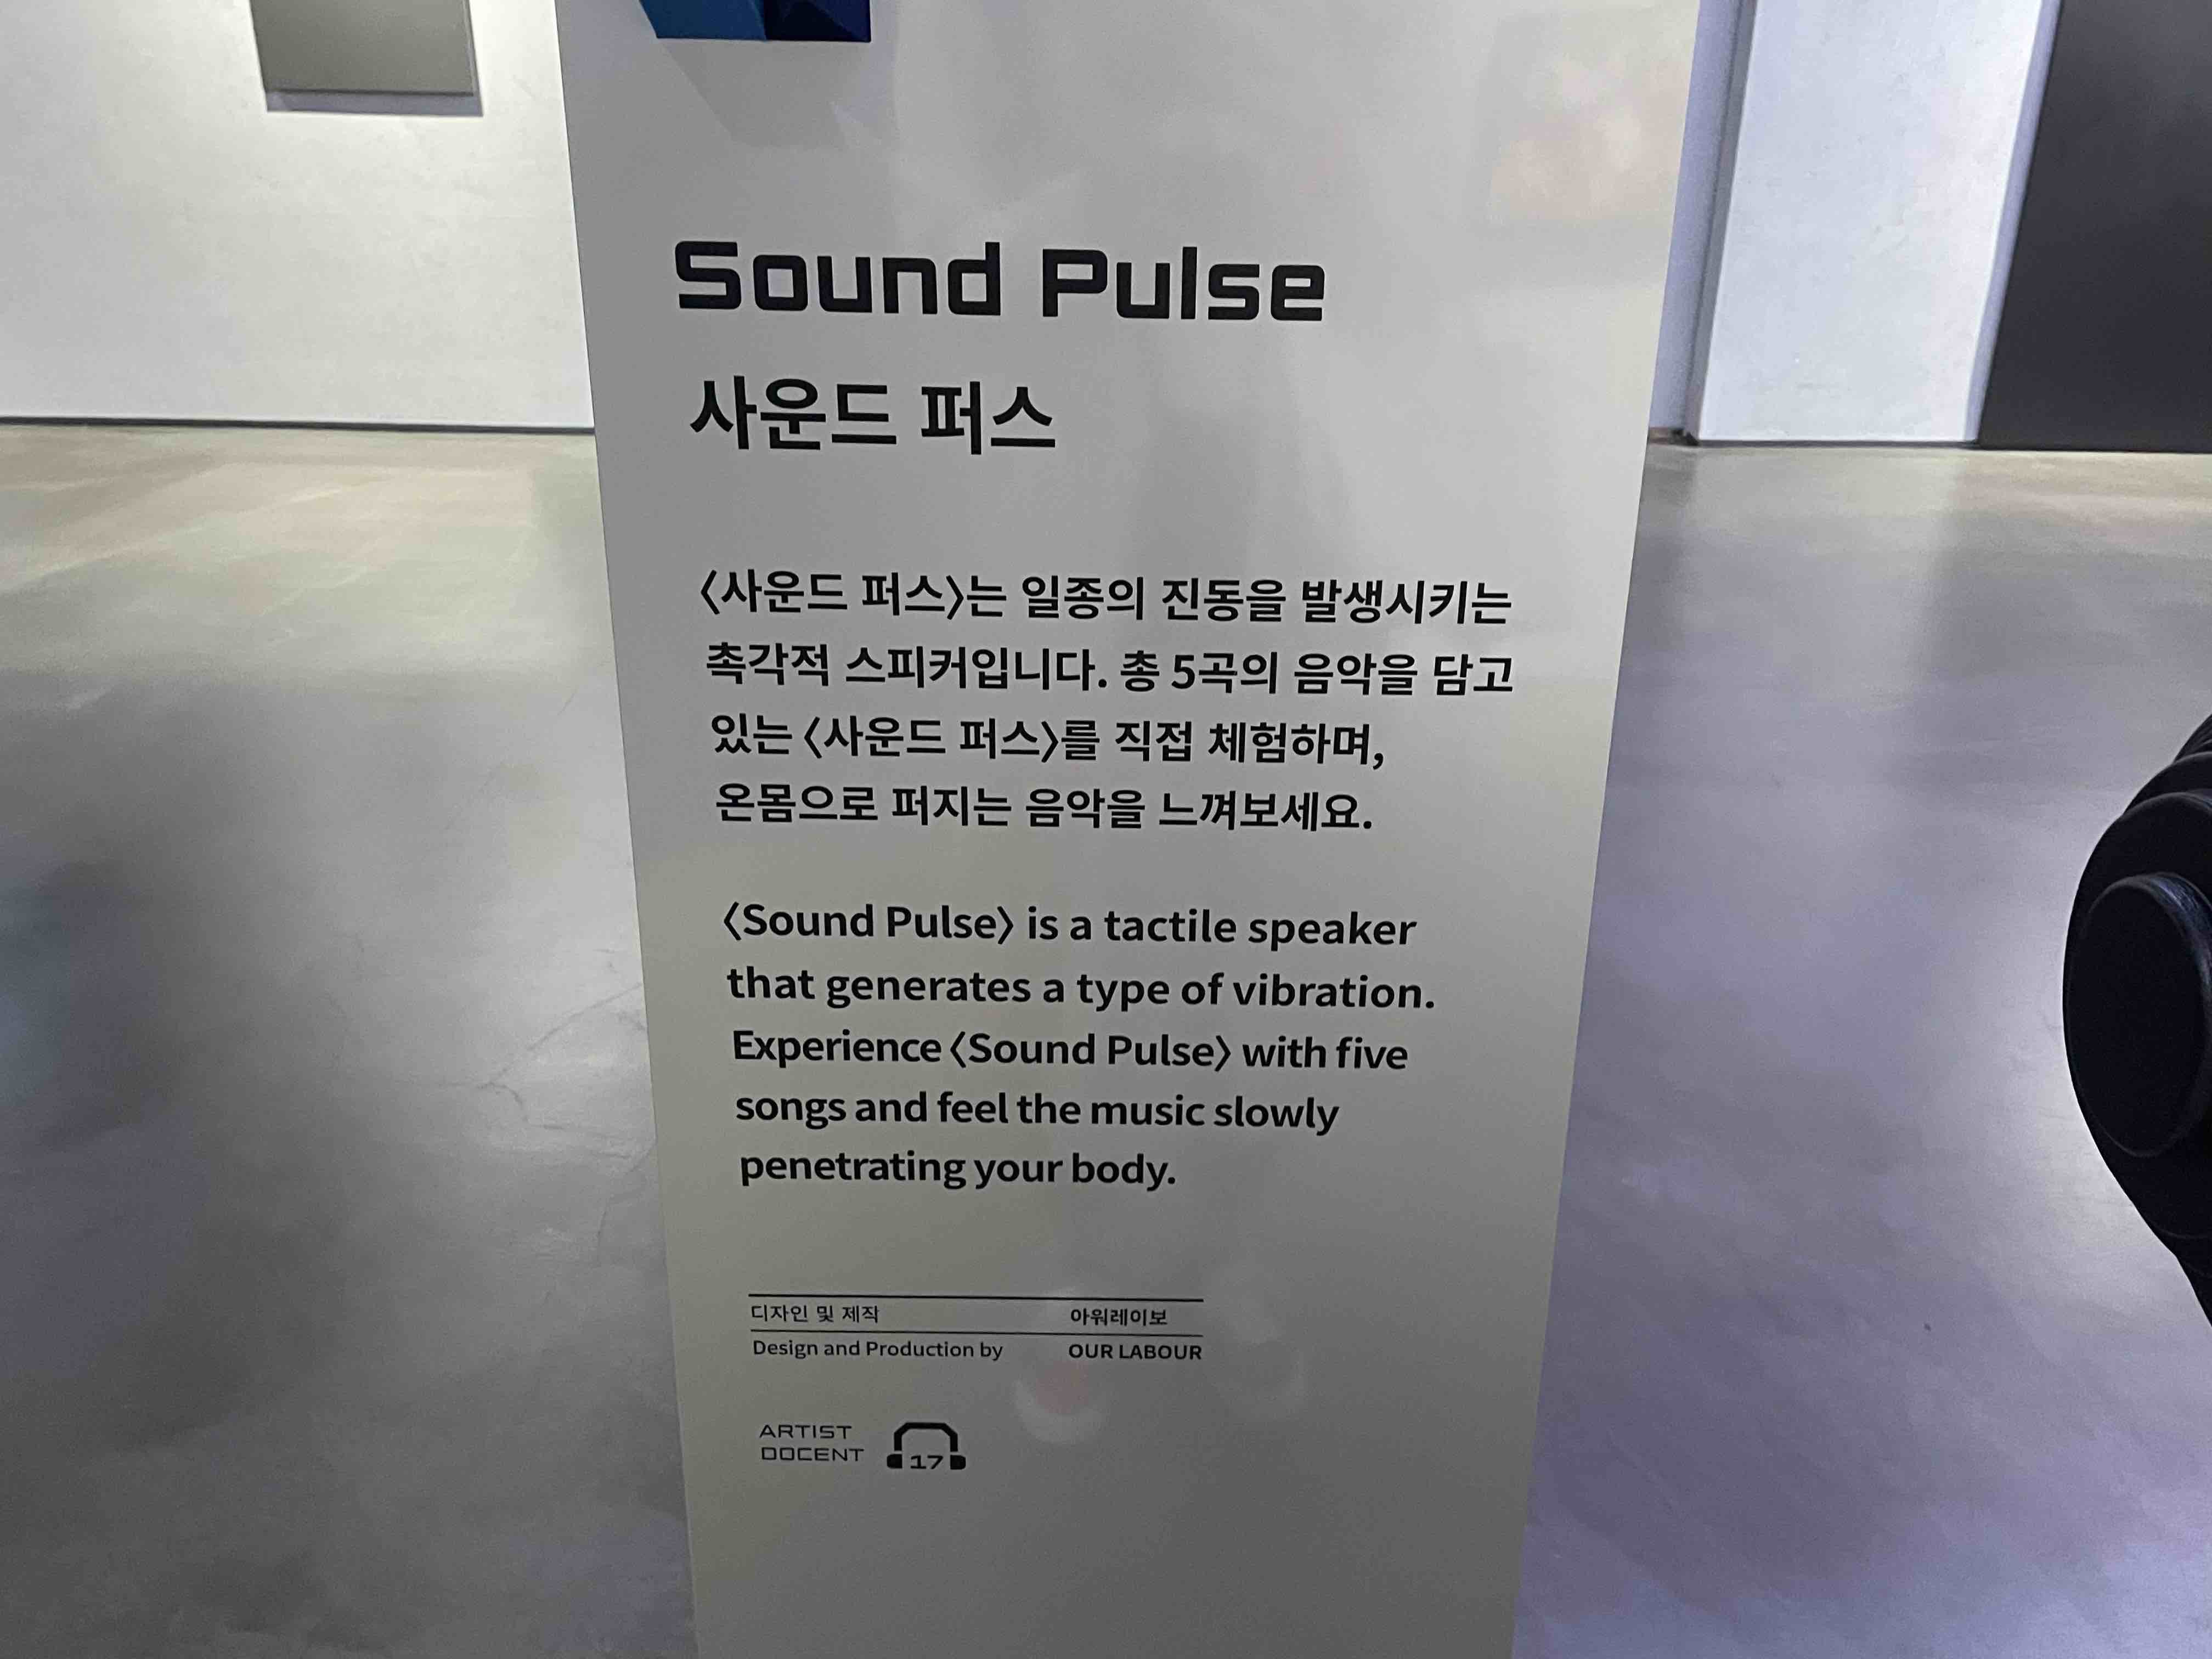 Sound Pulse
사운드 퍼스
〈사운드 퍼스〉는 일종의 진동을 발생시키는
촉각적 스피커입니다. 총 5곡의 음악을 담고
있는 〈사운드 퍼스〉를 직접 체험하며,
온몸으로 퍼지는 음악을 느껴보세요.
〈Sound Pulse〉 is a tactile speaker
that generates a type of vibration.
Experience 〈Sound Pulse〉 with five
songs and feel the music slowly
penetrating your body.
디자인 및 제작 아워레이보
Design and Production by OUR LABOUR
ARTIST
DOCENT 17